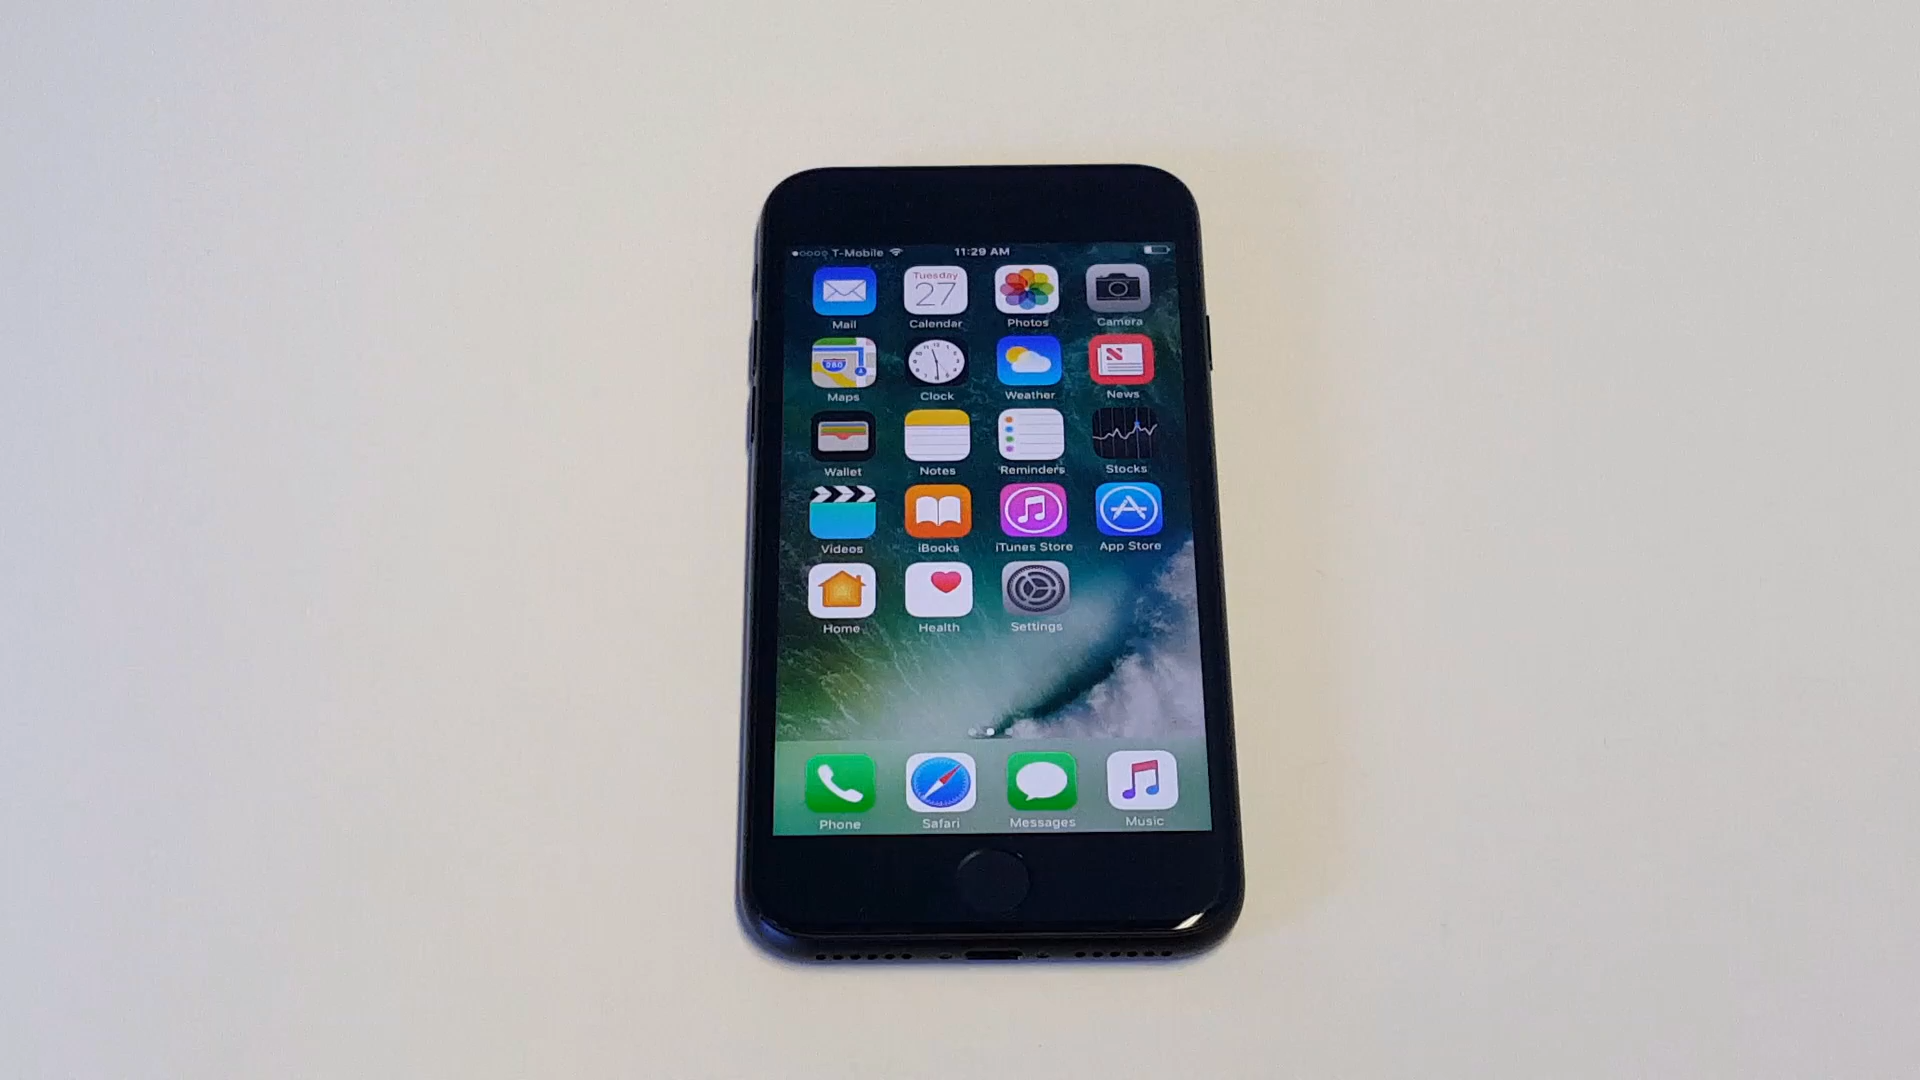 T-Mobile 11:29 AM
Tuesday
27
Mail Calendar Photos Camera
280
Maps Clock Weather News
Wallet Notes Reminders Stocks
Videos iBooks iTunes Store App Store
Home Health Settings
Phone Safari Messages Music